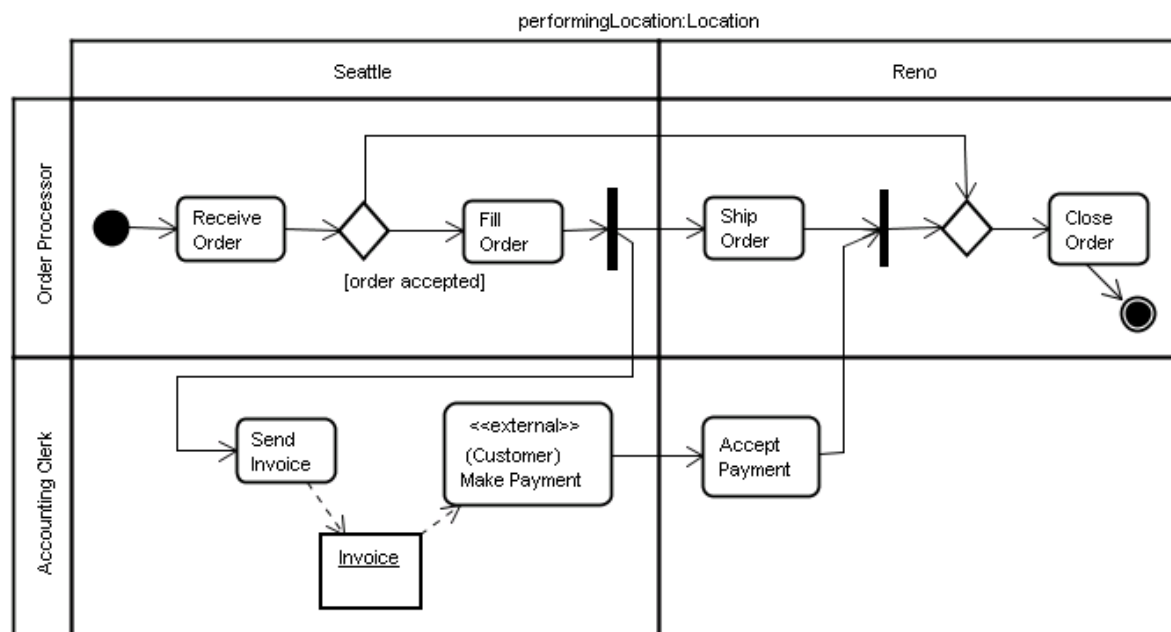 performingLocation:Location
Seattle
Reno
Order Processor
Receive
Order
[order accepted]
Fill
Order
Ship
Order
Close
Order
Accounting Clerk
Send
Invoice
Invoice
<<external>>
(Customer)
Make Payment
Accept
Payment